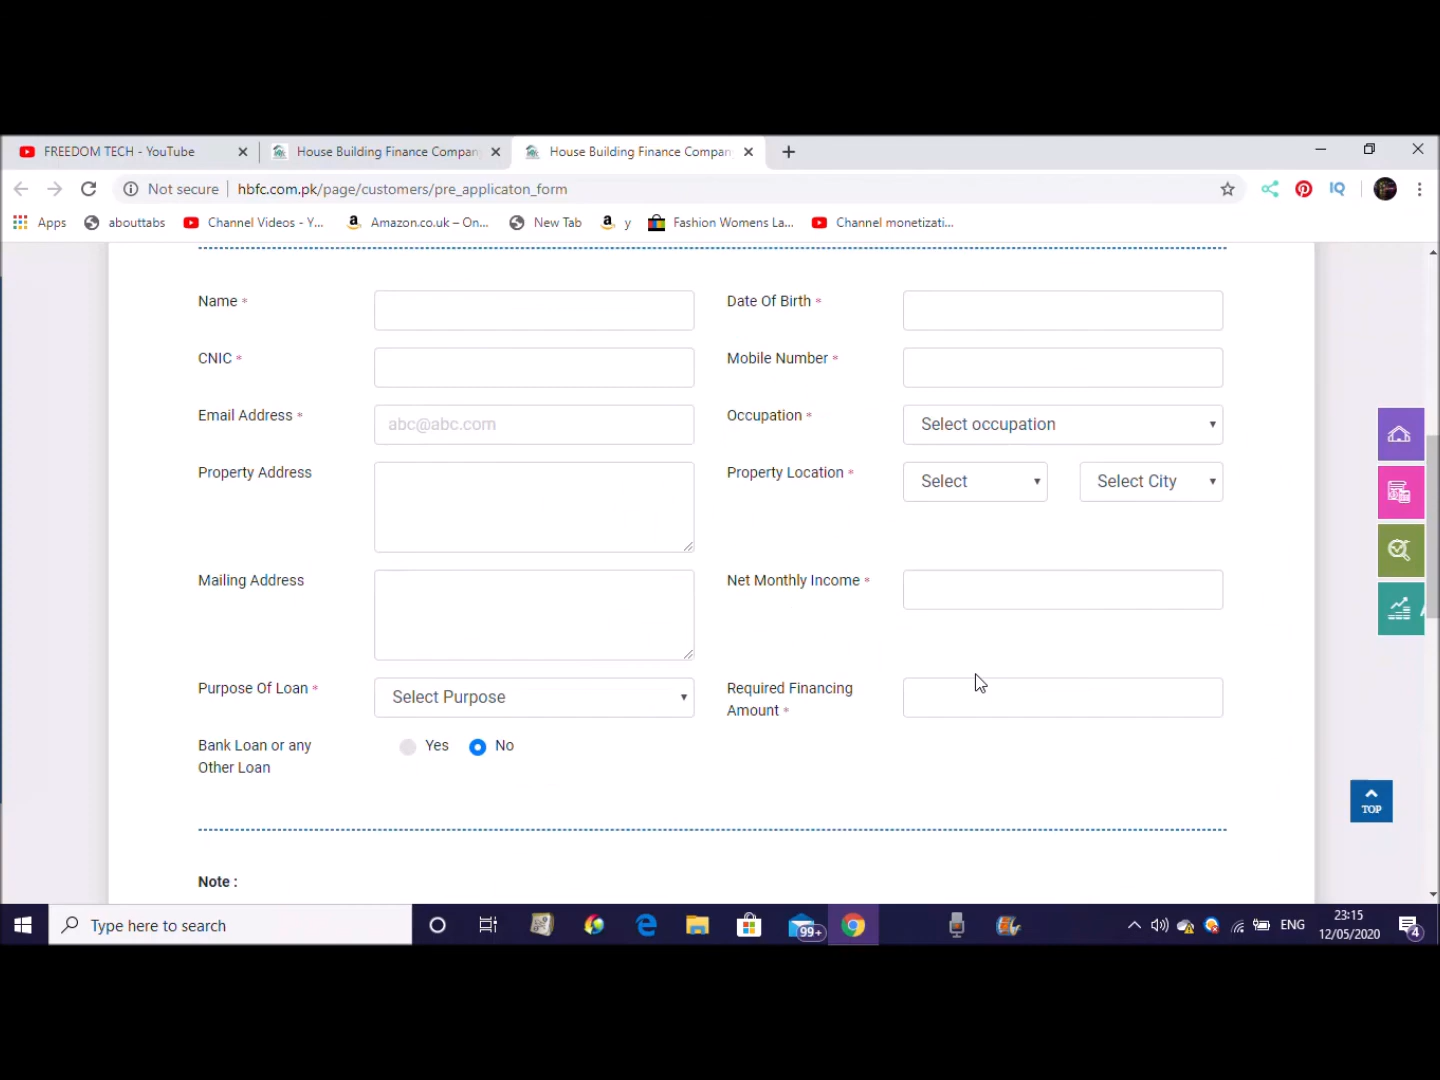 FREEDOM TECH - YouTube
House Building Finance Compan
House Building Finance Compan
Not secure
hbfc.com.pk/page/customers/pre_applicaton_form
IQ
Apps
abouttabs
Channel Videos - Y...
Amazon.co.uk – On...
New Tab
y
Fashion Womens La...
Channel monetizati...
Name *
Date Of Birth *
CNIC *
Mobile Number *
Email Address *
abc@abc.com
Occupation *
Select occupation
Property Address
Property Location *
Select
Select City
Mailing Address
Net Monthly Income *
Purpose Of Loan *
Select Purpose
Required Financing
Amount *
Bank Loan or any
Other Loan
Yes
No
TOP
Note :
Type here to search
99+
ENG
23:15
12/05/2020
4